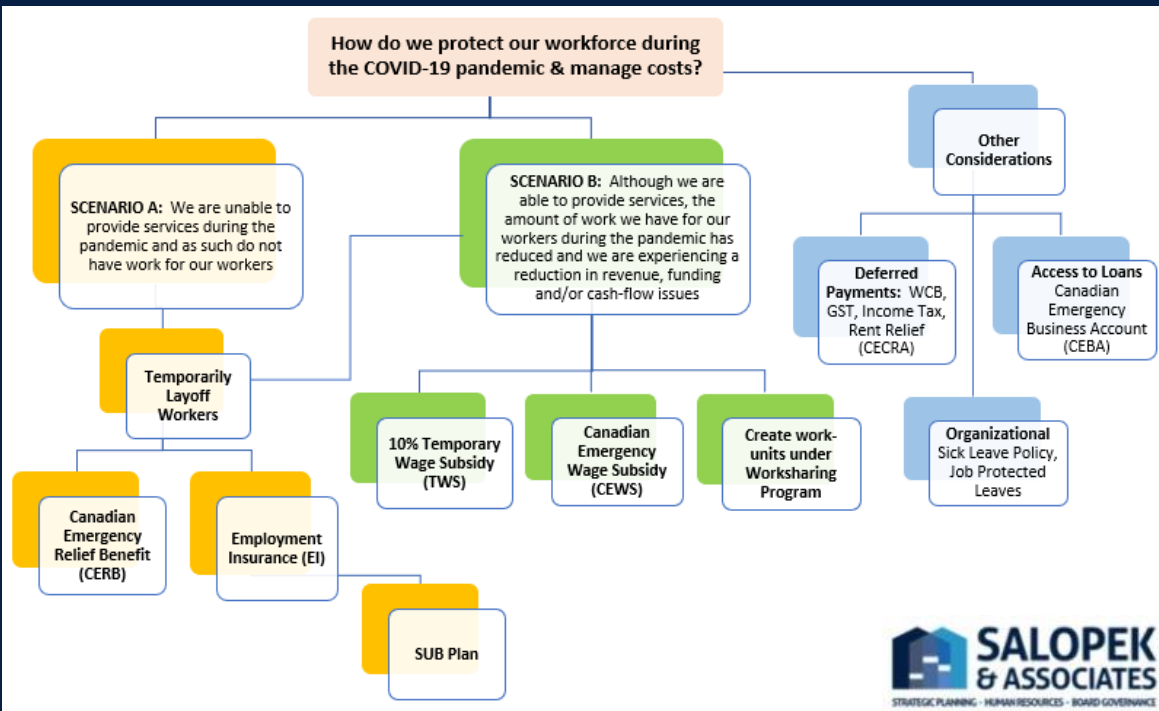 How do we protect our workforce during
the COVID-19 pandemic & manage costs?
SCENARIO A: We are unable to
provide services during the
pandemic and as such do not
have work for our workers
SCENARIO B: Although we are
able to provide services, the
amount of work we have for our
workers during the pandemic has
reduced and we are experiencing a
reduction in revenue, funding
and/or cash-flow issues
Other
Considerations
Deferred
Payments: WCB,
GST, Income Tax,
Rent Relief
(CECRA)
Access to Loans
Canadian
Emergency
Business Account
(CEBA)
Temporarily
Layoff
Workers
10% Temporary
Wage Subsidy
(TWS)
Canadian
Emergency
Wage Subsidy
(CEWS)
Create work-
units under
Worksharing
Program
Organizational
Sick Leave Policy,
Job Protected
Leaves
Canadian
Emergency
Relief Benefit
(CERB)
Employment
Insurance (EI)
SUB Plan
SALOPEK
& ASSOCIATES
STRATEGIC PLANNING - HUMAN RESOURCES - BOARD GOVERNANCE